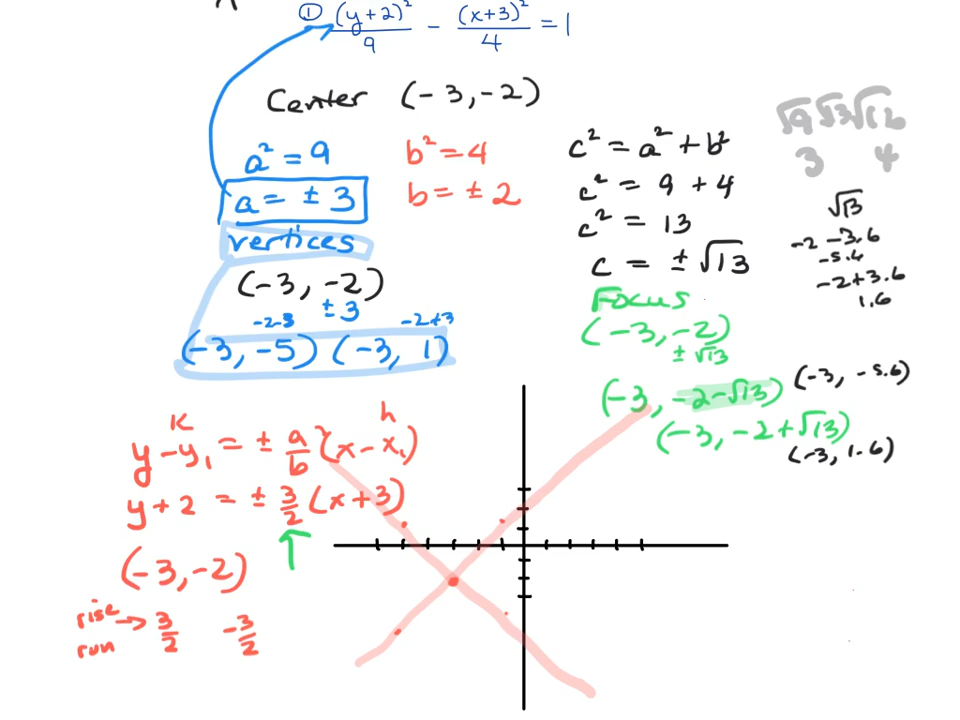 ① (y+2)²/9 - (x+3)²/4 = 1
Center (-3, -2)
a² = 9
a = ± 3
vertices
(-3, -2)
± 3
-2-3
-2+3
(-3, -5) (-3, 1)
b² = 4
b = ± 2
c² = a² + b²
c² = 9 + 4
c² = 13
c = ± √13
Focus
(-3, -2)
± √13
(-3, -2-√13) (-3, -5.6)
(-3, -2+√13)
(-3, 1.6)
√9 √13 √16
3 4
√13
-2 -3.6
-5.6
-2+3.6
1.6
k h
y-y₁ = ± a/b (x-x₁)
y+2 = ± 3/2 (x+3)
(-3, -2)
rise → 3/2 -3/2
run